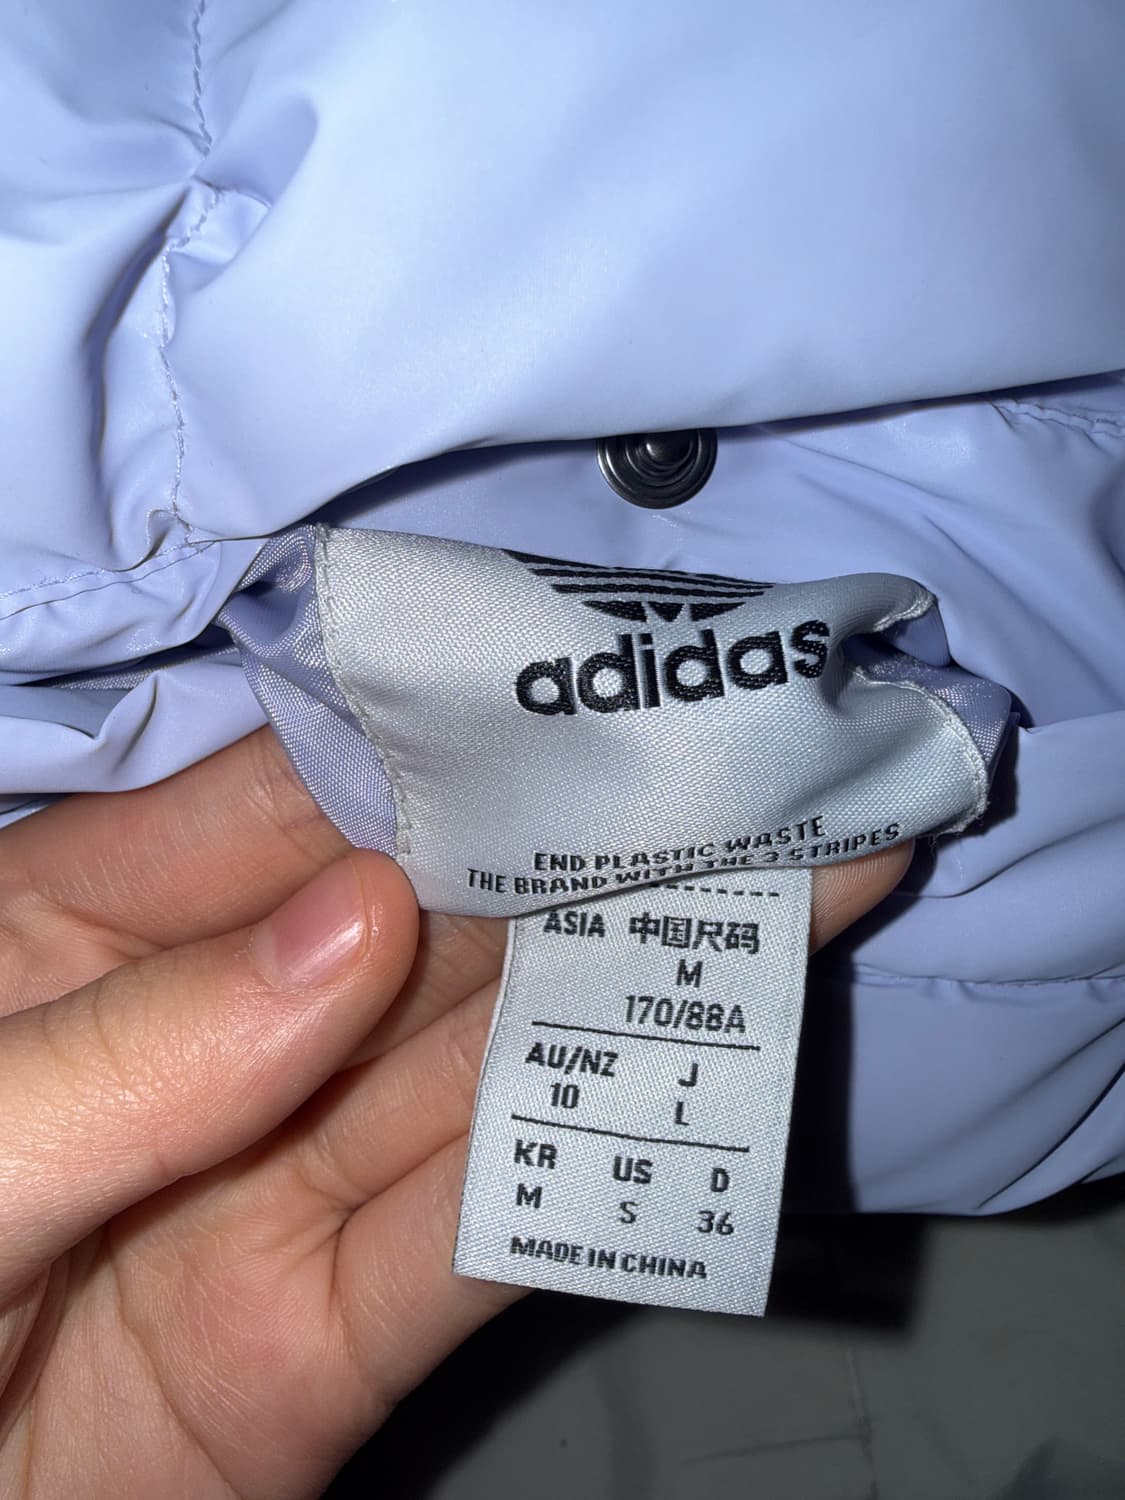 adidas
END PLASTIC WASTE
THE BRAND WITH THE 3 STRIPES
ASIA 中国尺码
M
170/88A
AU/NZ J
10 L
KR US D
M S 36
MADE IN CHINA